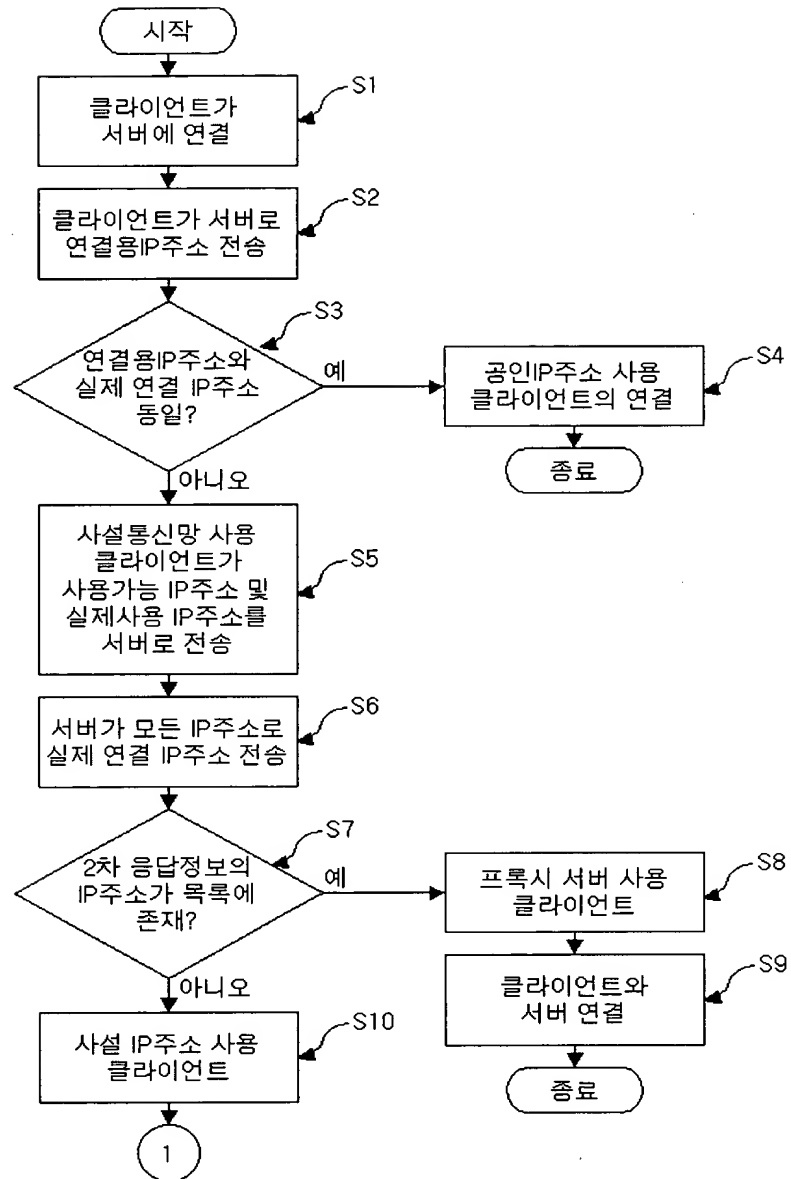 시작
S1
클라이언트가
서버에 연결
S2
클라이언트가 서버로
연결용IP주소 전송
S3
연결용IP주소와
실제 연결 IP주소
동일?
예
S4
공인IP주소 사용
클라이언트의 연결
종료
아니오
S5
사설통신망 사용
클라이언트가
사용가능 IP주소 및
실제사용 IP주소를
서버로 전송
S6
서버가 모든 IP주소로
실제 연결 IP주소 전송
S7
2차 응답정보의
IP주소가 목록에
존재?
예
S8
프록시 서버 사용
클라이언트
S9
클라이언트와
서버 연결
종료
아니오
S10
사설 IP주소 사용
클라이언트
1